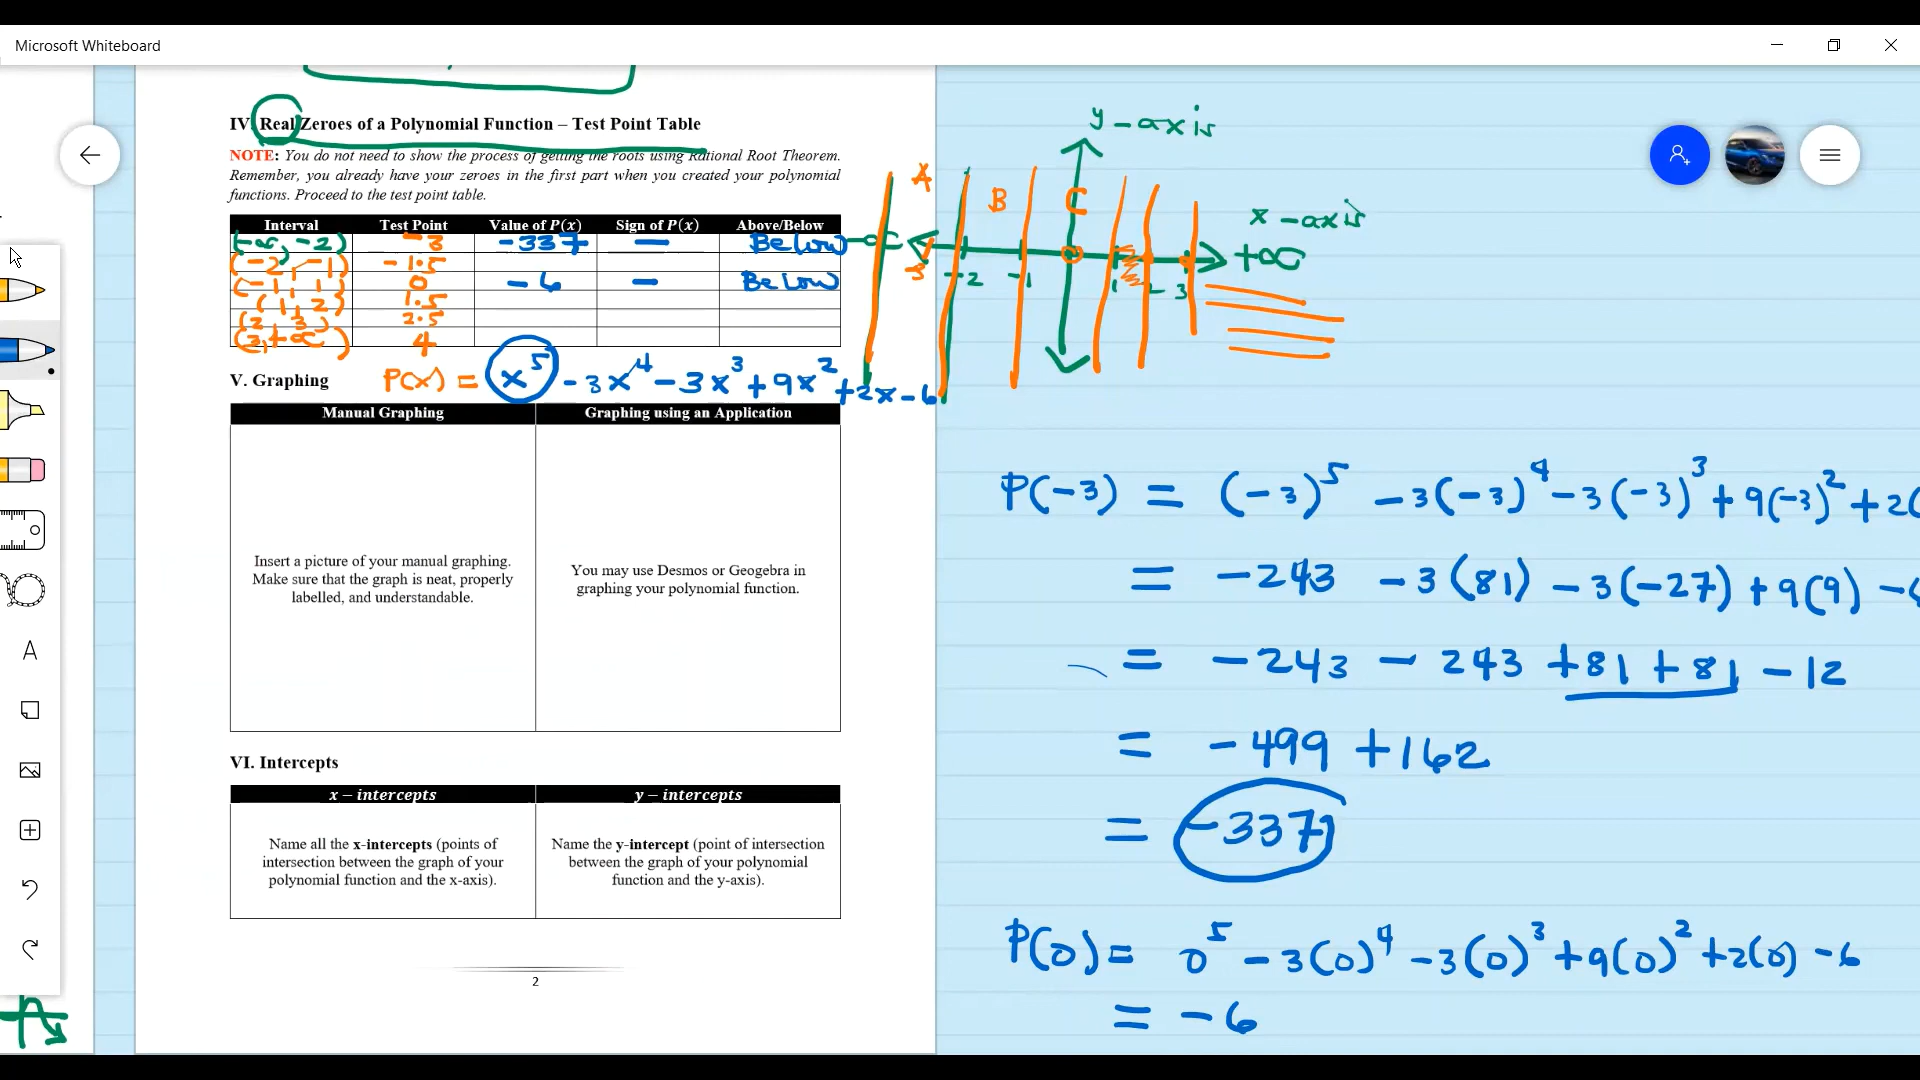 Microsoft Whiteboard
IV. Real Zeroes of a Polynomial Function – Test Point Table
NOTE: You do not need to show the process of getting the roots using Rational Root Theorem.
Remember, you already have your zeroes in the first part when you created your polynomial
functions. Proceed to the test point table.
Interval Test Point Value of P(x) Sign of P(x) Above/Below
(-∞, -2) -3 -337 — Below
(-2, -1) -1.5
(-1, 1) 0 -6 — Below
(1, 2) 1.5
(2, 3) 2.5
(3, +∞) 4
V. Graphing
P(x) = x^5 - 3x^4 - 3x^3 + 9x^2 + 2x - 6
Manual Graphing Graphing using an Application
Insert a picture of your manual graphing.
Make sure that the graph is neat, properly
labelled, and understandable.
You may use Desmos or Geogebra in
graphing your polynomial function.
VI. Intercepts
x – intercepts y – intercepts
Name all the x-intercepts (points of
intersection between the graph of your
polynomial function and the x-axis).
Name the y-intercept (point of intersection
between the graph of your polynomial
function and the y-axis).
2
y-axis
A B C
x-axis
-∞ +∞
-3 -2 -1 1 2 3
P(-3) = (-3)^5 - 3(-3)^4 - 3(-3)^3 + 9(-3)^2 + 2(
= -243 - 3(81) - 3(-27) + 9(9) -
= -243 - 243 + 81 + 81 - 12
= -499 + 162
= -337
P(0) = 0^5 - 3(0)^4 - 3(0)^3 + 9(0)^2 + 2(0) - 6
= -6
A